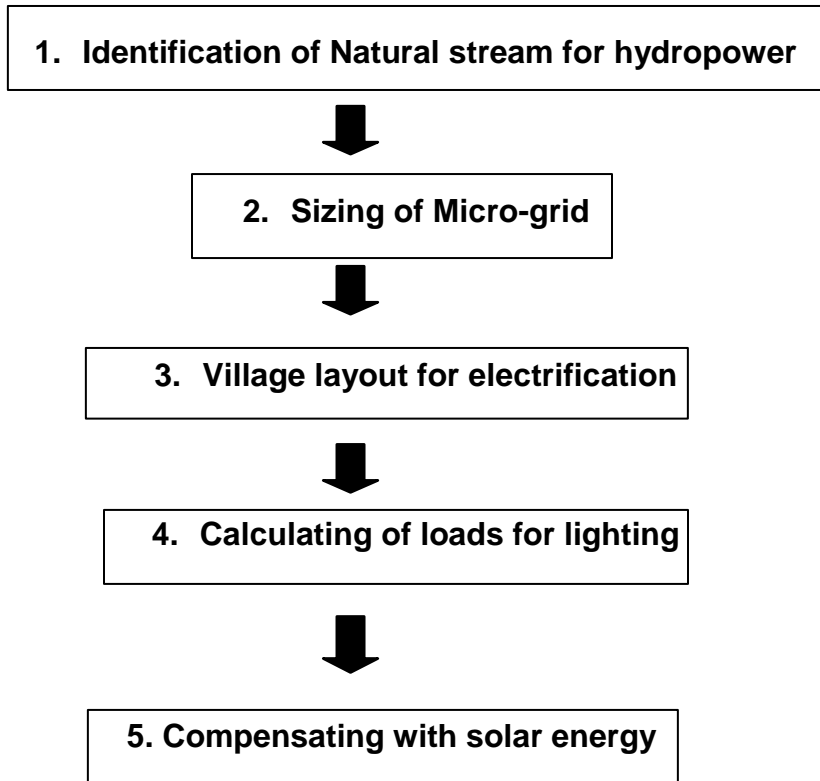 1. Identification of Natural stream for hydropower
2. Sizing of Micro-grid
3. Village layout for electrification
4. Calculating of loads for lighting
5. Compensating with solar energy